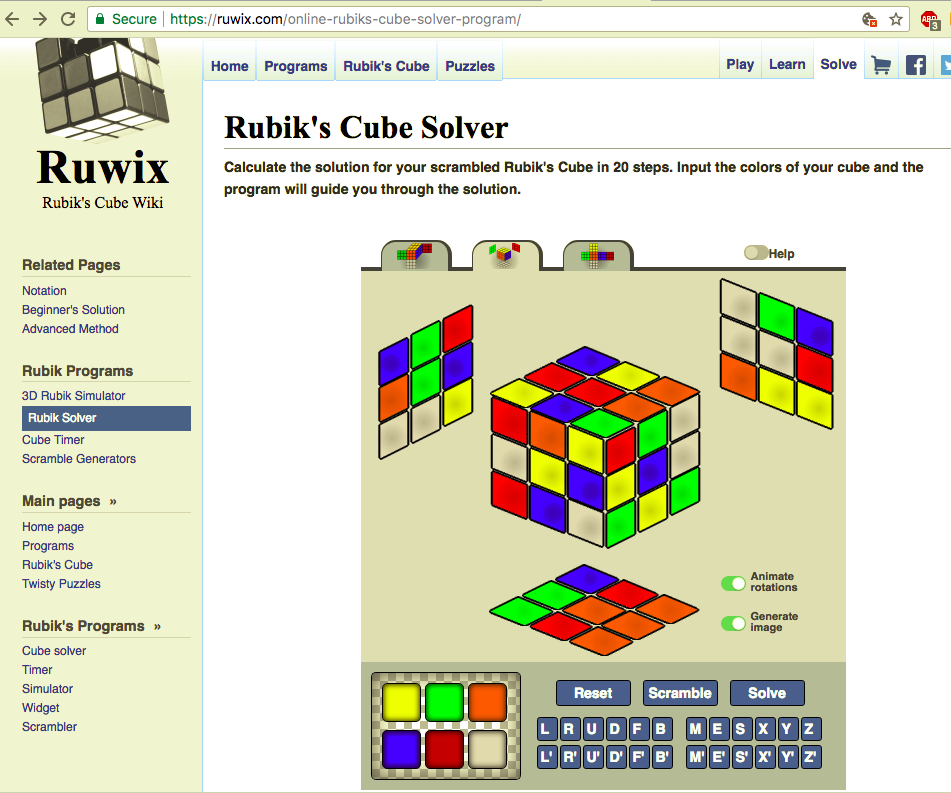 Secure | https://ruwix.com/online-rubiks-cube-solver-program/
ABP
3
Home Programs Rubik's Cube Puzzles Play Learn Solve
Ruwix
Rubik's Cube Wiki
Related Pages
Notation
Beginner's Solution
Advanced Method
Rubik Programs
3D Rubik Simulator
Rubik Solver
Cube Timer
Scramble Generators
Main pages »
Home page
Programs
Rubik's Cube
Twisty Puzzles
Rubik's Programs »
Cube solver
Timer
Simulator
Widget
Scrambler
Rubik's Cube Solver
Calculate the solution for your scrambled Rubik's Cube in 20 steps. Input the colors of your cube and the
program will guide you through the solution.
Help
Animate
rotations
Generate
image
Reset Scramble Solve
L R U D F B M E S X Y Z
L' R' U' D' F' B' M' E' S' X' Y' Z'